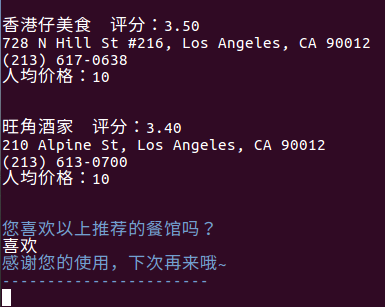 香港仔美食  评分：3.50
728 N Hill St #216, Los Angeles, CA 90012
(213) 617-0638
人均价格：10
旺角酒家  评分：3.40
210 Alpine St, Los Angeles, CA 90012
(213) 613-0700
人均价格：10
您喜欢以上推荐的餐馆吗？
喜欢
感谢您的使用，下次再来哦~
-----------------------